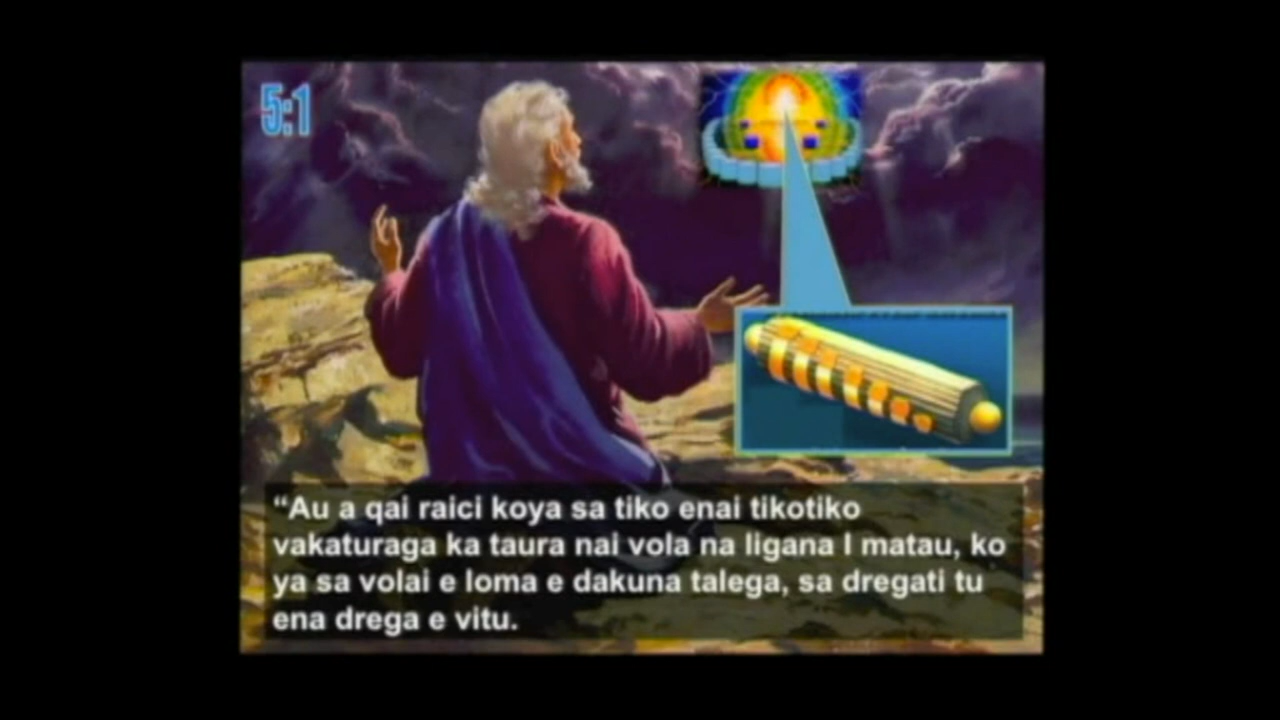 5:1
“Au a qai raici koya sa tiko enai tikotiko
vakaturaga ka taura nai vola na ligana I matau, ko
ya sa volai e loma e dakuna talega, sa dregati tu
ena drega e vitu.